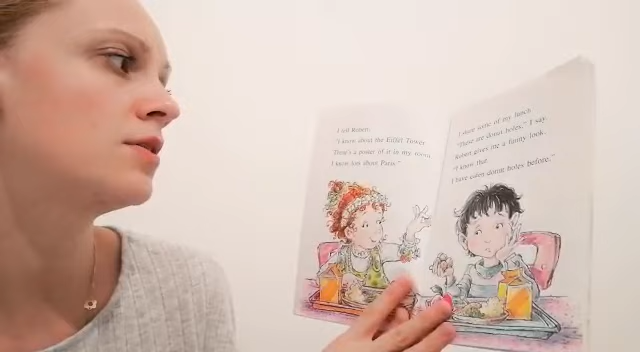 I tell Robert.
"I know about the Eiffel Tower.
There's a poster of it in my room.
I know lots about Paris."
I share some of my lunch.
"These are donut holes," I say.
Robert gives me a funny look.
"I know that.
I have eaten donut holes before."